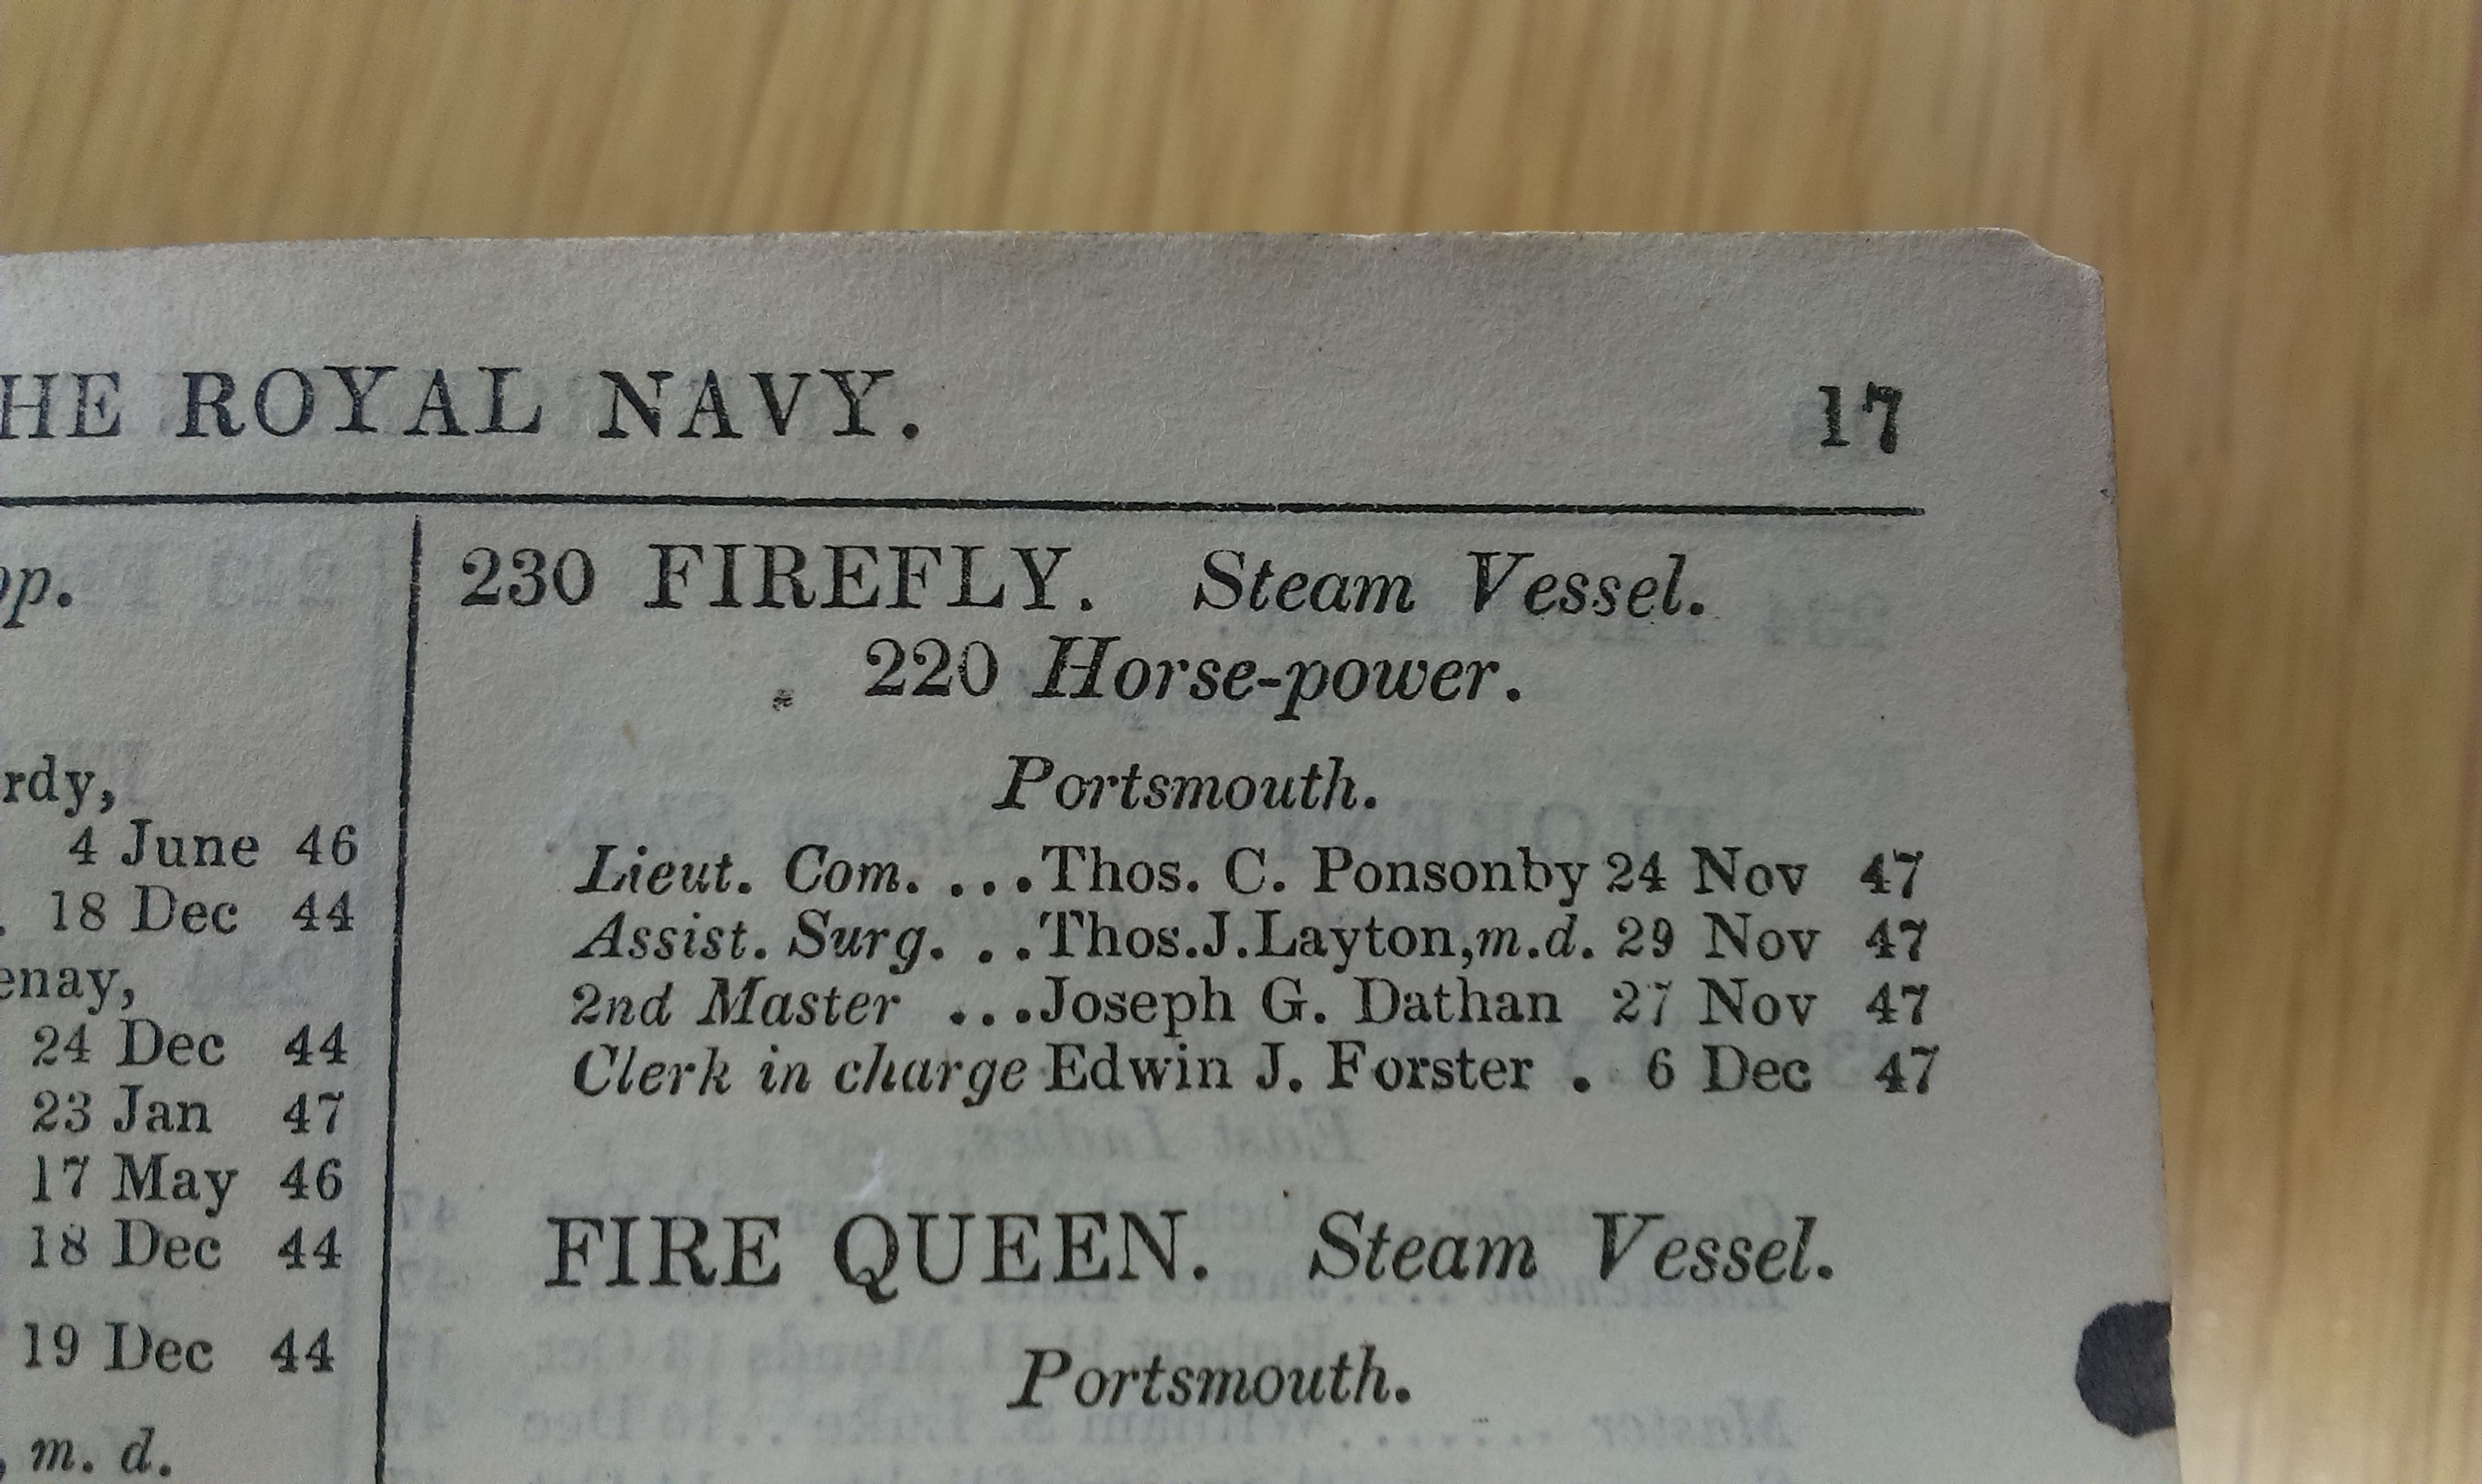 HE ROYAL NAVY. 17
op.
rdy,
4 June 46
. 18 Dec 44
enay,
24 Dec 44
23 Jan 47
17 May 46
18 Dec 44
19 Dec 44
, m. d.
230 FIREFLY. Steam Vessel.
220 Horse-power.
Portsmouth.
Lieut. Com. ...Thos. C. Ponsonby 24 Nov 47
Assist. Surg. ..Thos.J.Layton,m.d. 29 Nov 47
2nd Master ...Joseph G. Dathan 27 Nov 47
Clerk in charge Edwin J. Forster . 6 Dec 47
FIRE QUEEN. Steam Vessel.
Portsmouth.